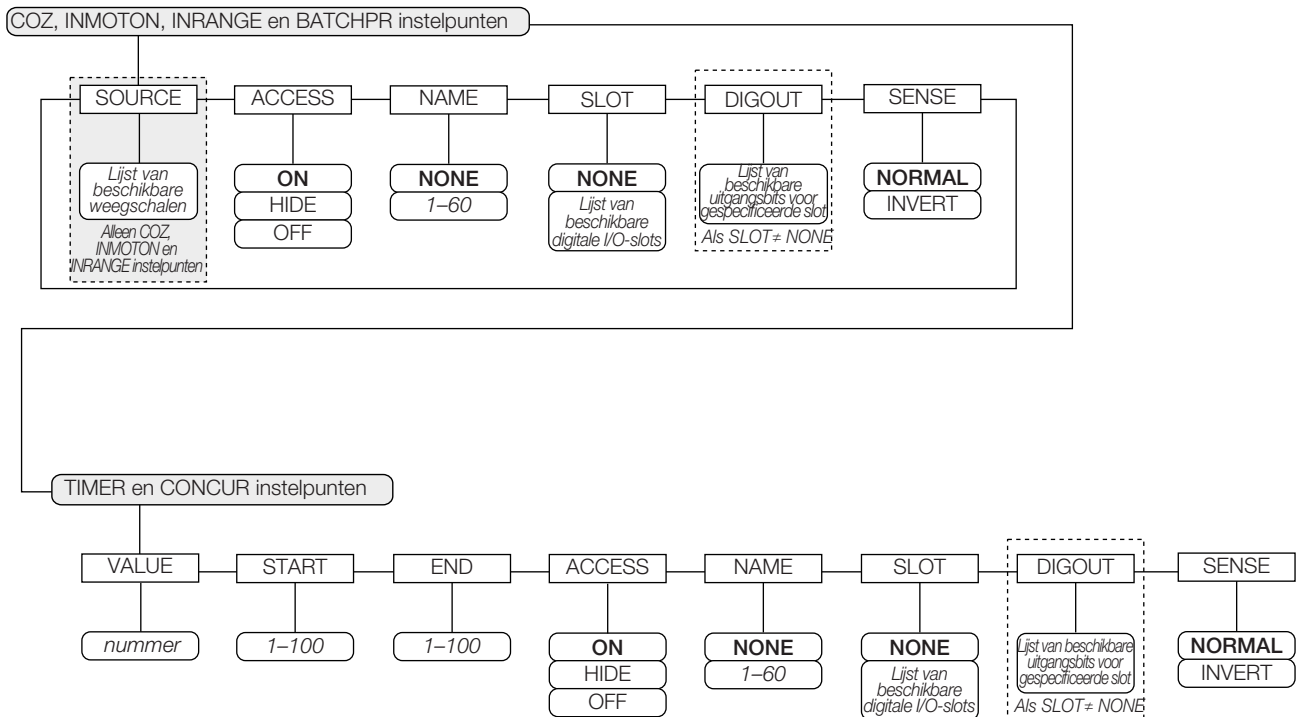 COZ, INMOTON, INRANGE en BATCHPR instelpunten
SOURCE
ACCESS
NAME
SLOT
DIGOUT
SENSE
Lijst van
beschikbare
weegschalen
Alleen COZ,
INMOTON en
INRANGE instelpunten
ON
HIDE
OFF
NONE
1–60
NONE
Lijst van
beschikbare
digitale I/O-slots
Lijst van
beschikbare
uitgangsbits voor
gespecificeerde slot
Als SLOT≠ NONE
NORMAL
INVERT
TIMER en CONCUR instelpunten
VALUE
START
END
ACCESS
NAME
SLOT
DIGOUT
SENSE
nummer
1–100
1–100
ON
HIDE
OFF
NONE
1–60
NONE
Lijst van
beschikbare
digitale I/O-slots
Lijst van beschikbare
uitgangsbits voor
gespecificeerde slot
Als SLOT≠ NONE
NORMAL
INVERT